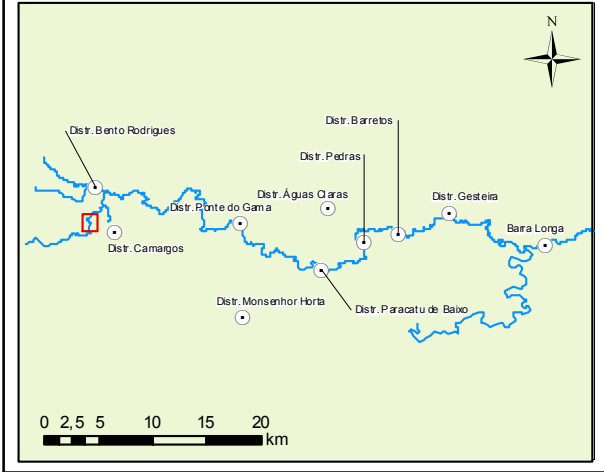 N
Distr. Barretos
Distr. Bento Rodrigues
Distr. Pedras
Distr. Águas Claras
Distr. Gesteira
Distr. Ponte do Gama
Barra Longa
Distr. Camargos
Distr. Monsenhor Horta
Distr. Paracatu de Baixo
0 2,5 5 10 15 20
km